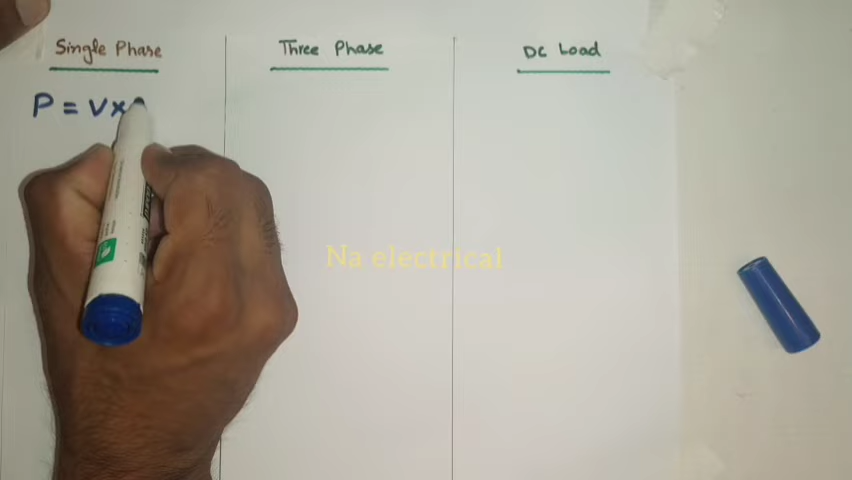 Single Phase
Three Phase
DC Load
P = V×
Na electrical